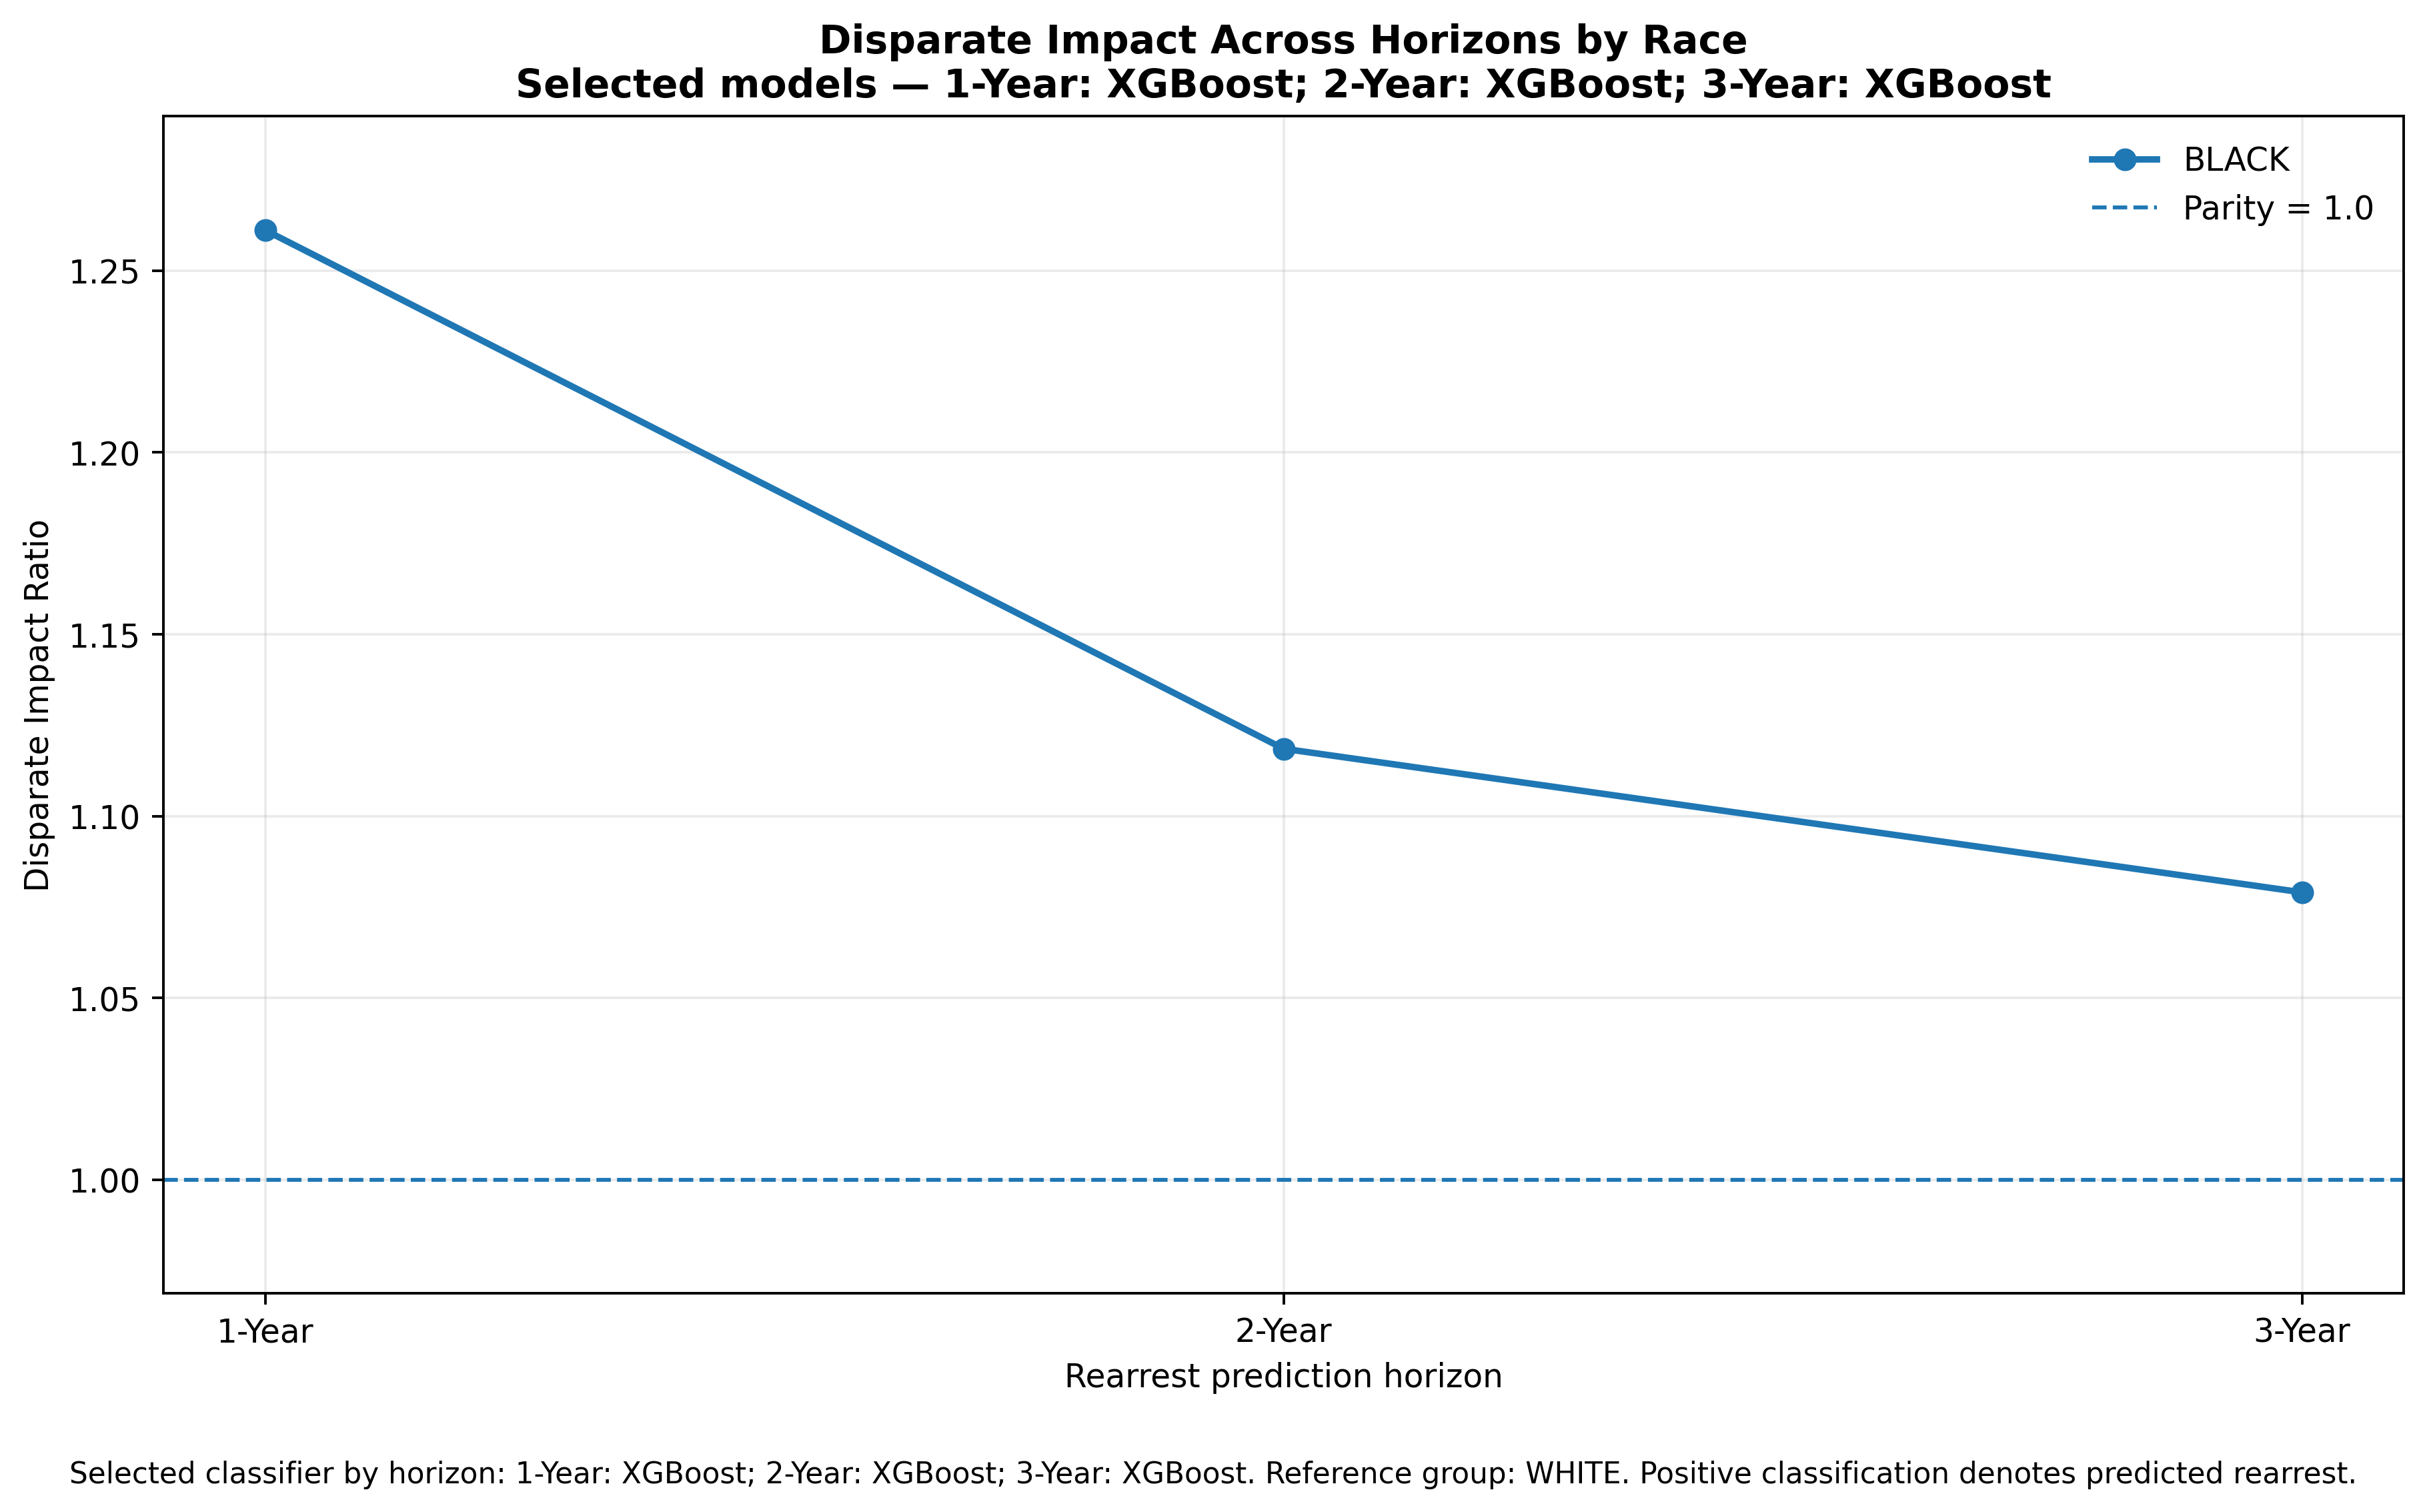 Disparate Impact Across Horizons by Race
Selected models — 1-Year: XGBoost; 2-Year: XGBoost; 3-Year: XGBoost
BLACK
Parity = 1.0
Disparate Impact Ratio
1.25
1.20
1.15
1.10
1.05
1.00
1-Year
2-Year
3-Year
Rearrest prediction horizon
Selected classifier by horizon: 1-Year: XGBoost; 2-Year: XGBoost; 3-Year: XGBoost. Reference group: WHITE. Positive classification denotes predicted rearrest.